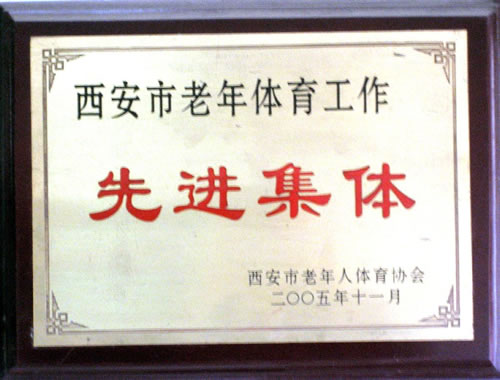 西安市老年体育工作
先进集体
西安市老年人体育协会
二〇〇五年十一月